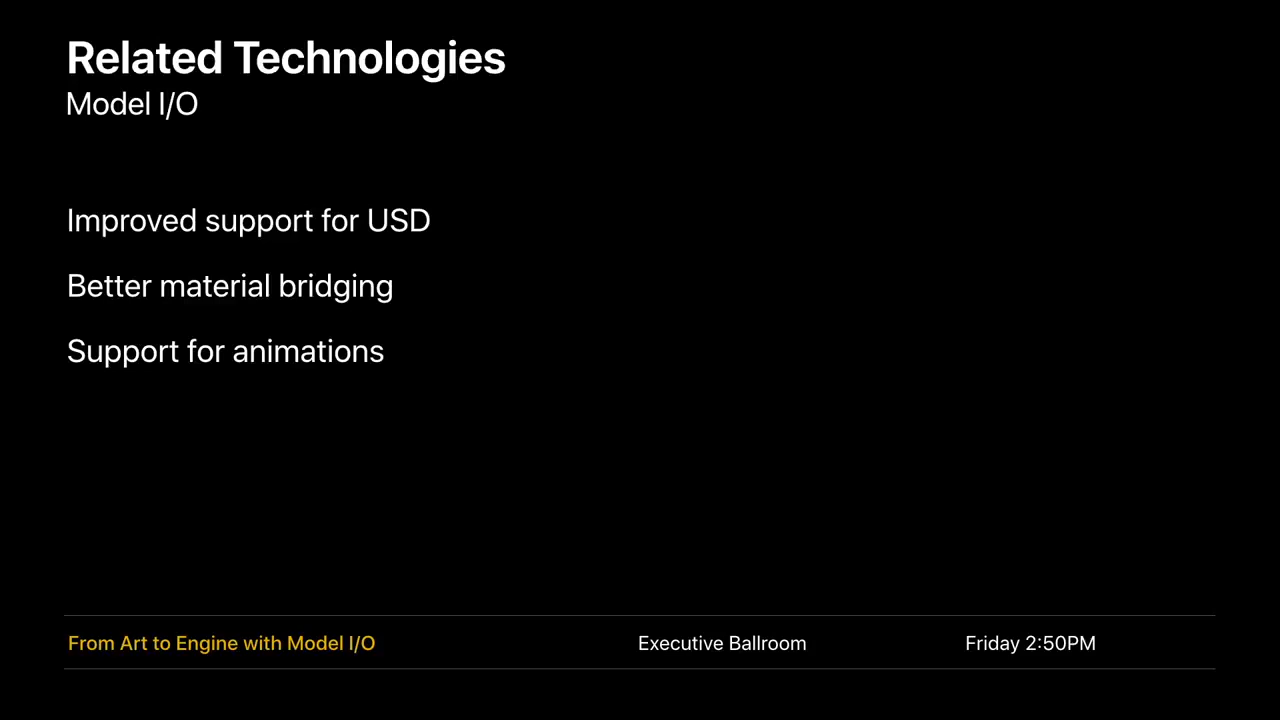 Related Technologies
Model I/O
Improved support for USD
Better material bridging
Support for animations
From Art to Engine with Model I/O Executive Ballroom Friday 2:50PM